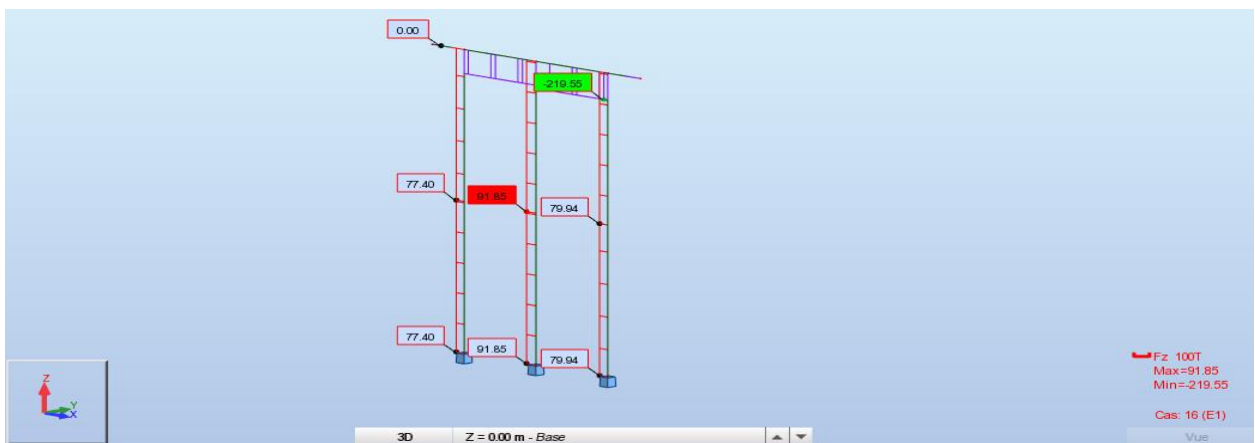 0.00
-219.55
77.40
91.85
79.94
77.40
91.85
79.94
Fz 100T
Max=91.85
Min=-219.55
Cas: 16 (E1)
Z
Y
X
3D Z = 0.00 m - Base
Vue